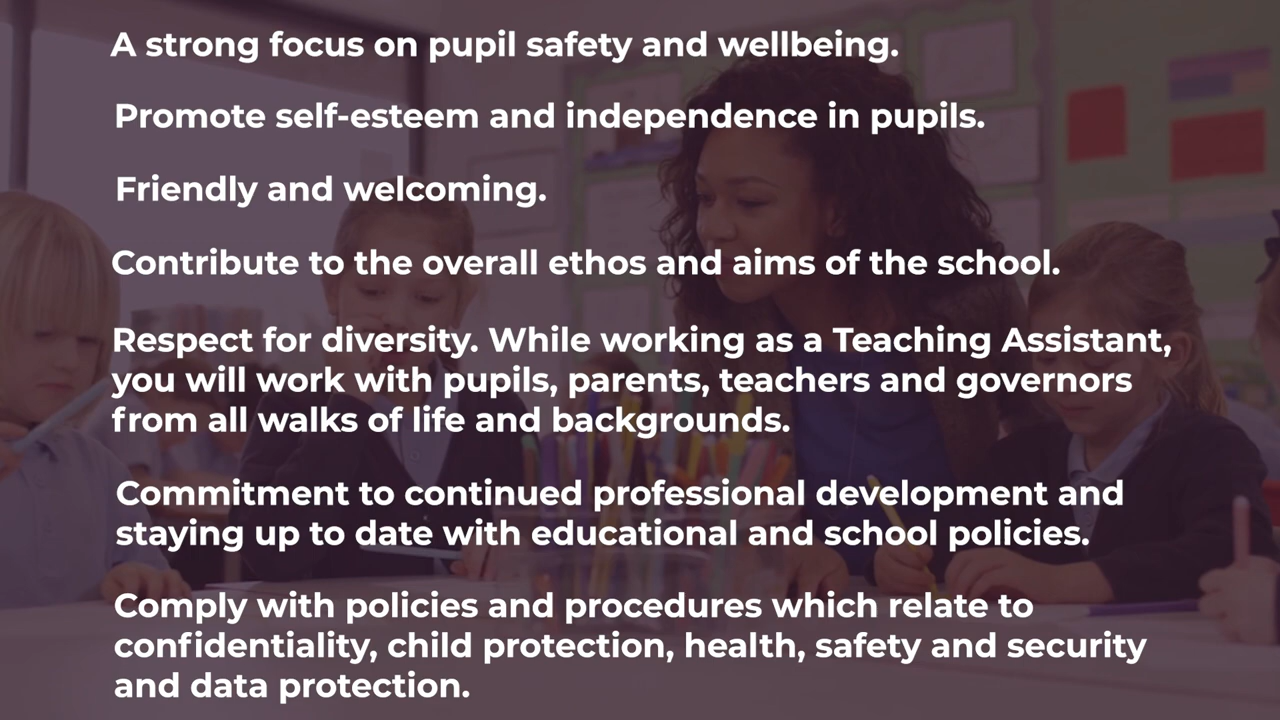 A strong focus on pupil safety and wellbeing.
Promote self-esteem and independence in pupils.
Friendly and welcoming.
Contribute to the overall ethos and aims of the school.
Respect for diversity. While working as a Teaching Assistant,
you will work with pupils, parents, teachers and governors
from all walks of life and backgrounds.
Commitment to continued professional development and
staying up to date with educational and school policies.
Comply with policies and procedures which relate to
confidentiality, child protection, health, safety and security
and data protection.